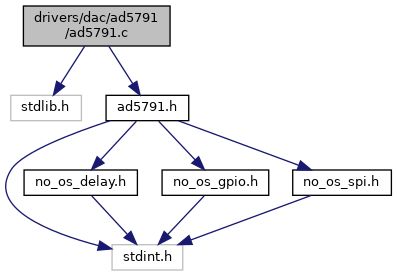 drivers/dac/ad5791
/ad5791.c
stdlib.h
ad5791.h
no_os_delay.h
no_os_gpio.h
no_os_spi.h
stdint.h